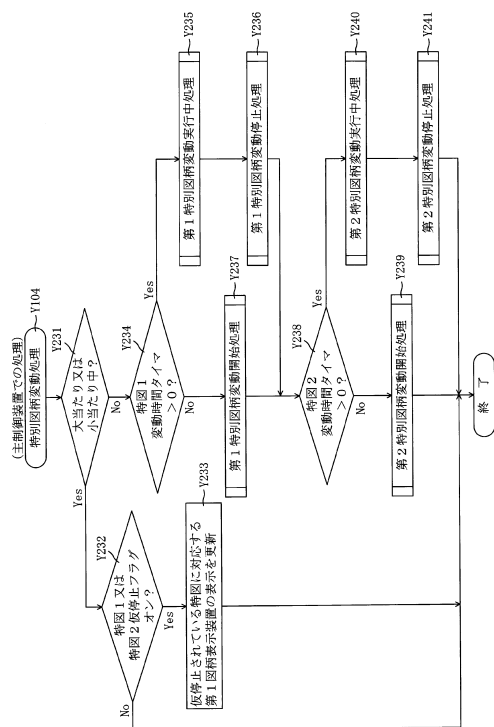 (主制御装置での処理)
特別図柄変動処理
Y104
大当たり又は
小当たり中?
Y231
Yes
No
特図1又は
特図2仮停止フラグ
オン?
Y232
No
Yes
仮停止されている特図に対応する
第1図柄表示装置の表示を更新
Y233
特図1
変動時間タイマ
>0?
Y234
Yes
No
第1特別図柄変動実行中処理
Y235
第1特別図柄変動停止処理
Y236
第1特別図柄変動開始処理
Y237
特図2
変動時間タイマ
>0?
Y238
Yes
No
第2特別図柄変動開始処理
Y239
第2特別図柄変動実行中処理
Y240
第2特別図柄変動停止処理
Y241
終了